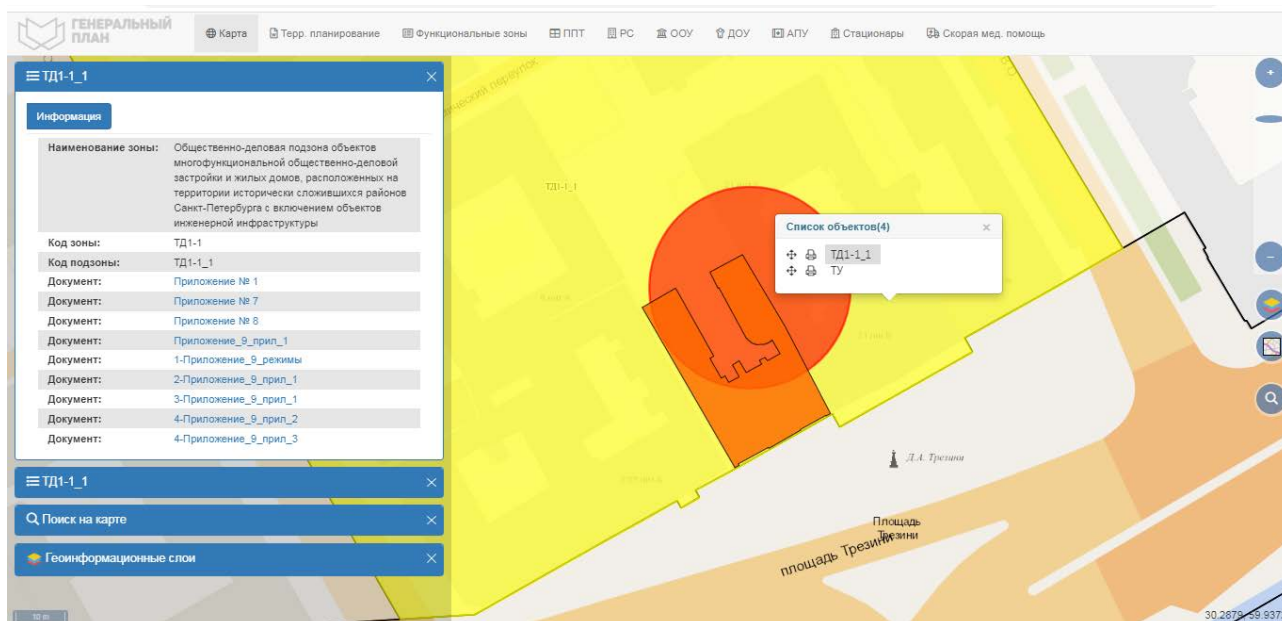 ГЕНЕРАЛЬНЫЙ
ПЛАН
Карта
Терр. планирование
Функциональные зоны
ППТ
РС
ООУ
ДОУ
АПУ
Стационары
Скорая мед. помощь
ТД1-1_1
Информация
Наименование зоны: Общественно-деловая подзона объектов
многофункциональной общественно-деловой
застройки и жилых домов, расположенных на
территории исторически сложившихся районов
Санкт-Петербурга с включением объектов
инженерной инфраструктуры
Код зоны: ТД1-1
Код подзоны: ТД1-1_1
Документ: Приложение № 1
Документ: Приложение № 7
Документ: Приложение № 8
Документ: Приложение_9_прил_1
Документ: 1-Приложение_9_режимы
Документ: 2-Приложение_9_прил_1
Документ: 3-Приложение_9_прил_1
Документ: 4-Приложение_9_прил_2
Документ: 4-Приложение_9_прил_3
ТД1-1_1
Поиск на карте
Геоинформационные слои
10 m
переулок
ТД1-1_1
Список объектов(4)
ТД1-1_1
ТУ
Д.А. Трезини
Площадь
Трезини
площадь Трезини
30.2879, 59.937